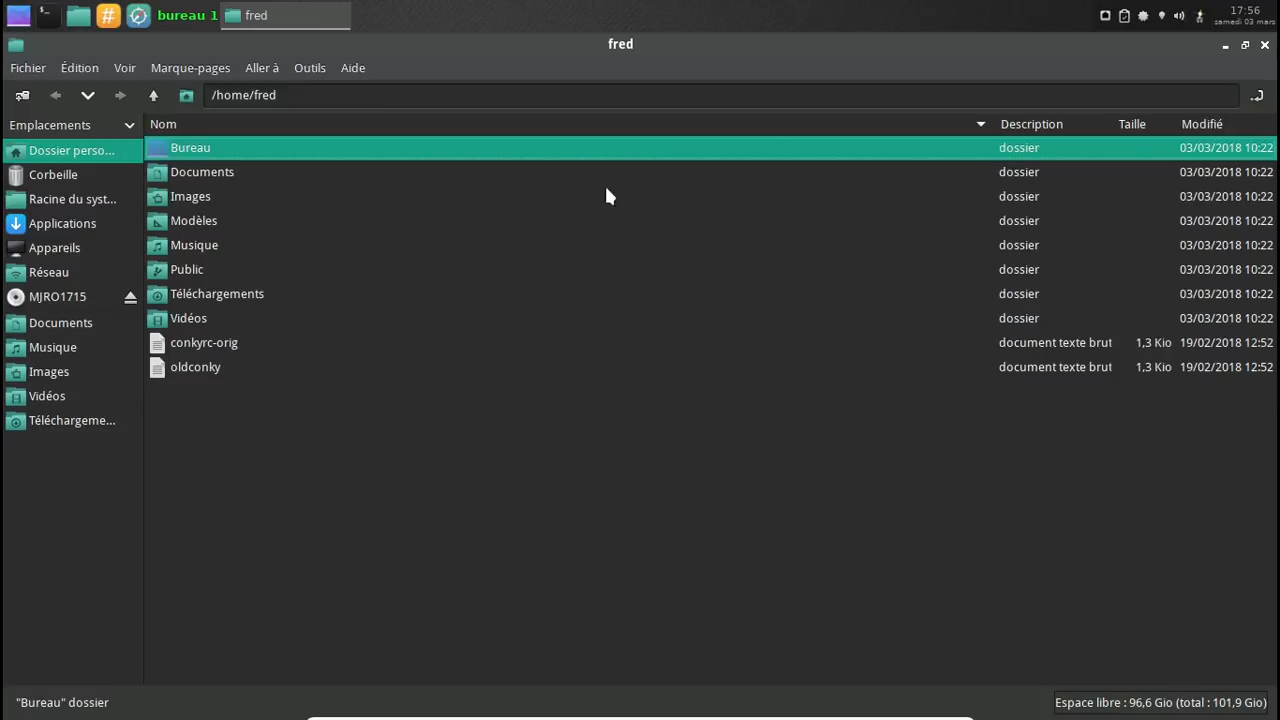 bureau 1 fred 17:56
samedi 03 mars
fred
Fichier Édition Voir Marque-pages Aller à Outils Aide
/home/fred
Emplacements Nom Description Taille Modifié
Dossier perso... Bureau dossier 03/03/2018 10:22
Corbeille Documents dossier 03/03/2018 10:22
Racine du syst... Images dossier 03/03/2018 10:22
Applications Modèles dossier 03/03/2018 10:22
Appareils Musique dossier 03/03/2018 10:22
Réseau Public dossier 03/03/2018 10:22
MJRO1715 Téléchargements dossier 03/03/2018 10:22
Documents Vidéos dossier 03/03/2018 10:22
Musique conkyrc-orig document texte brut 1,3 Kio 19/02/2018 12:52
Images oldconky document texte brut 1,3 Kio 19/02/2018 12:52
Vidéos
Téléchargeme...
"Bureau" dossier Espace libre : 96,6 Gio (total : 101,9 Gio)